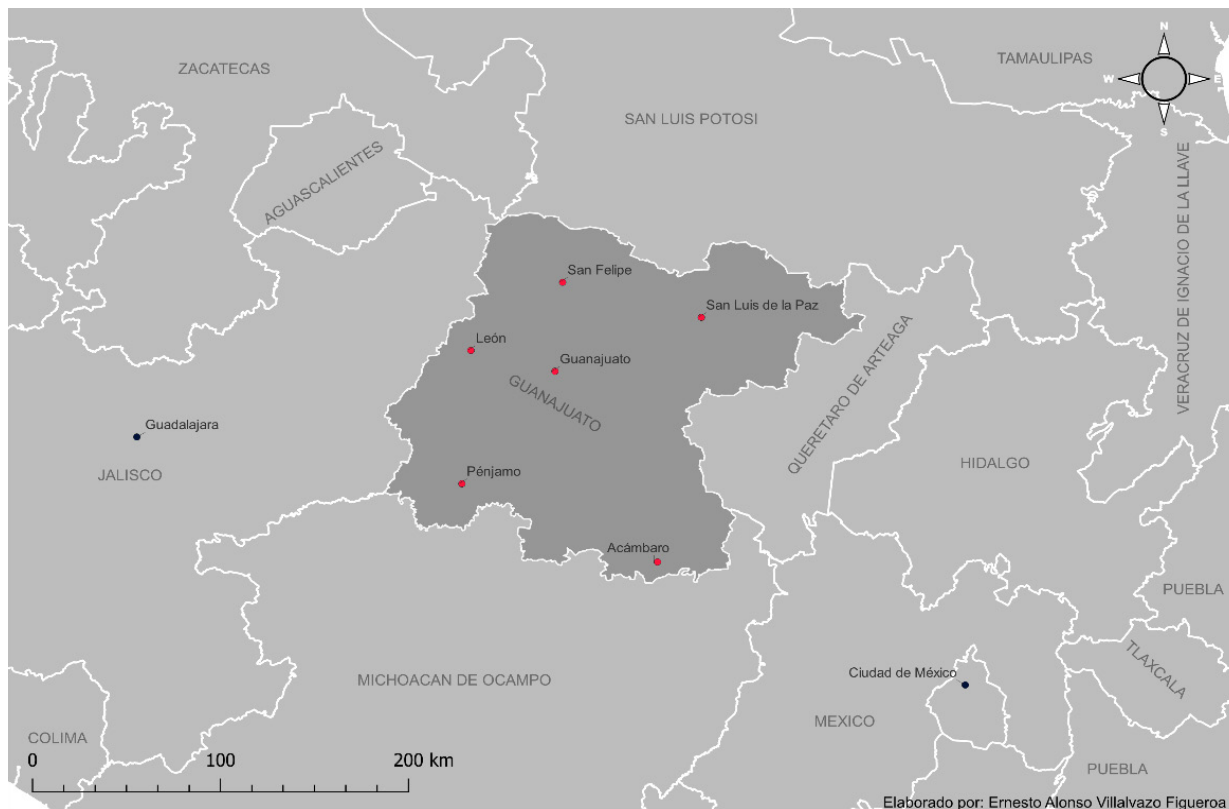 ZACATECAS
TAMAULIPAS
N
W
E
S
SAN LUIS POTOSI
AGUASCALIENTES
VERACRUZ DE IGNACIO DE LA LLAVE
San Felipe
San Luis de la Paz
León
Guanajuato
GUANAJUATO
QUERETARO DE ARTEAGA
Guadalajara
JALISCO
Pénjamo
HIDALGO
Acámbaro
PUEBLA
TLAXCALA
MICHOACAN DE OCAMPO
Ciudad de México
MEXICO
COLIMA
0 100 200 km
PUEBLA
Elaborado por: Ernesto Alonso Villalvazo Figueroa